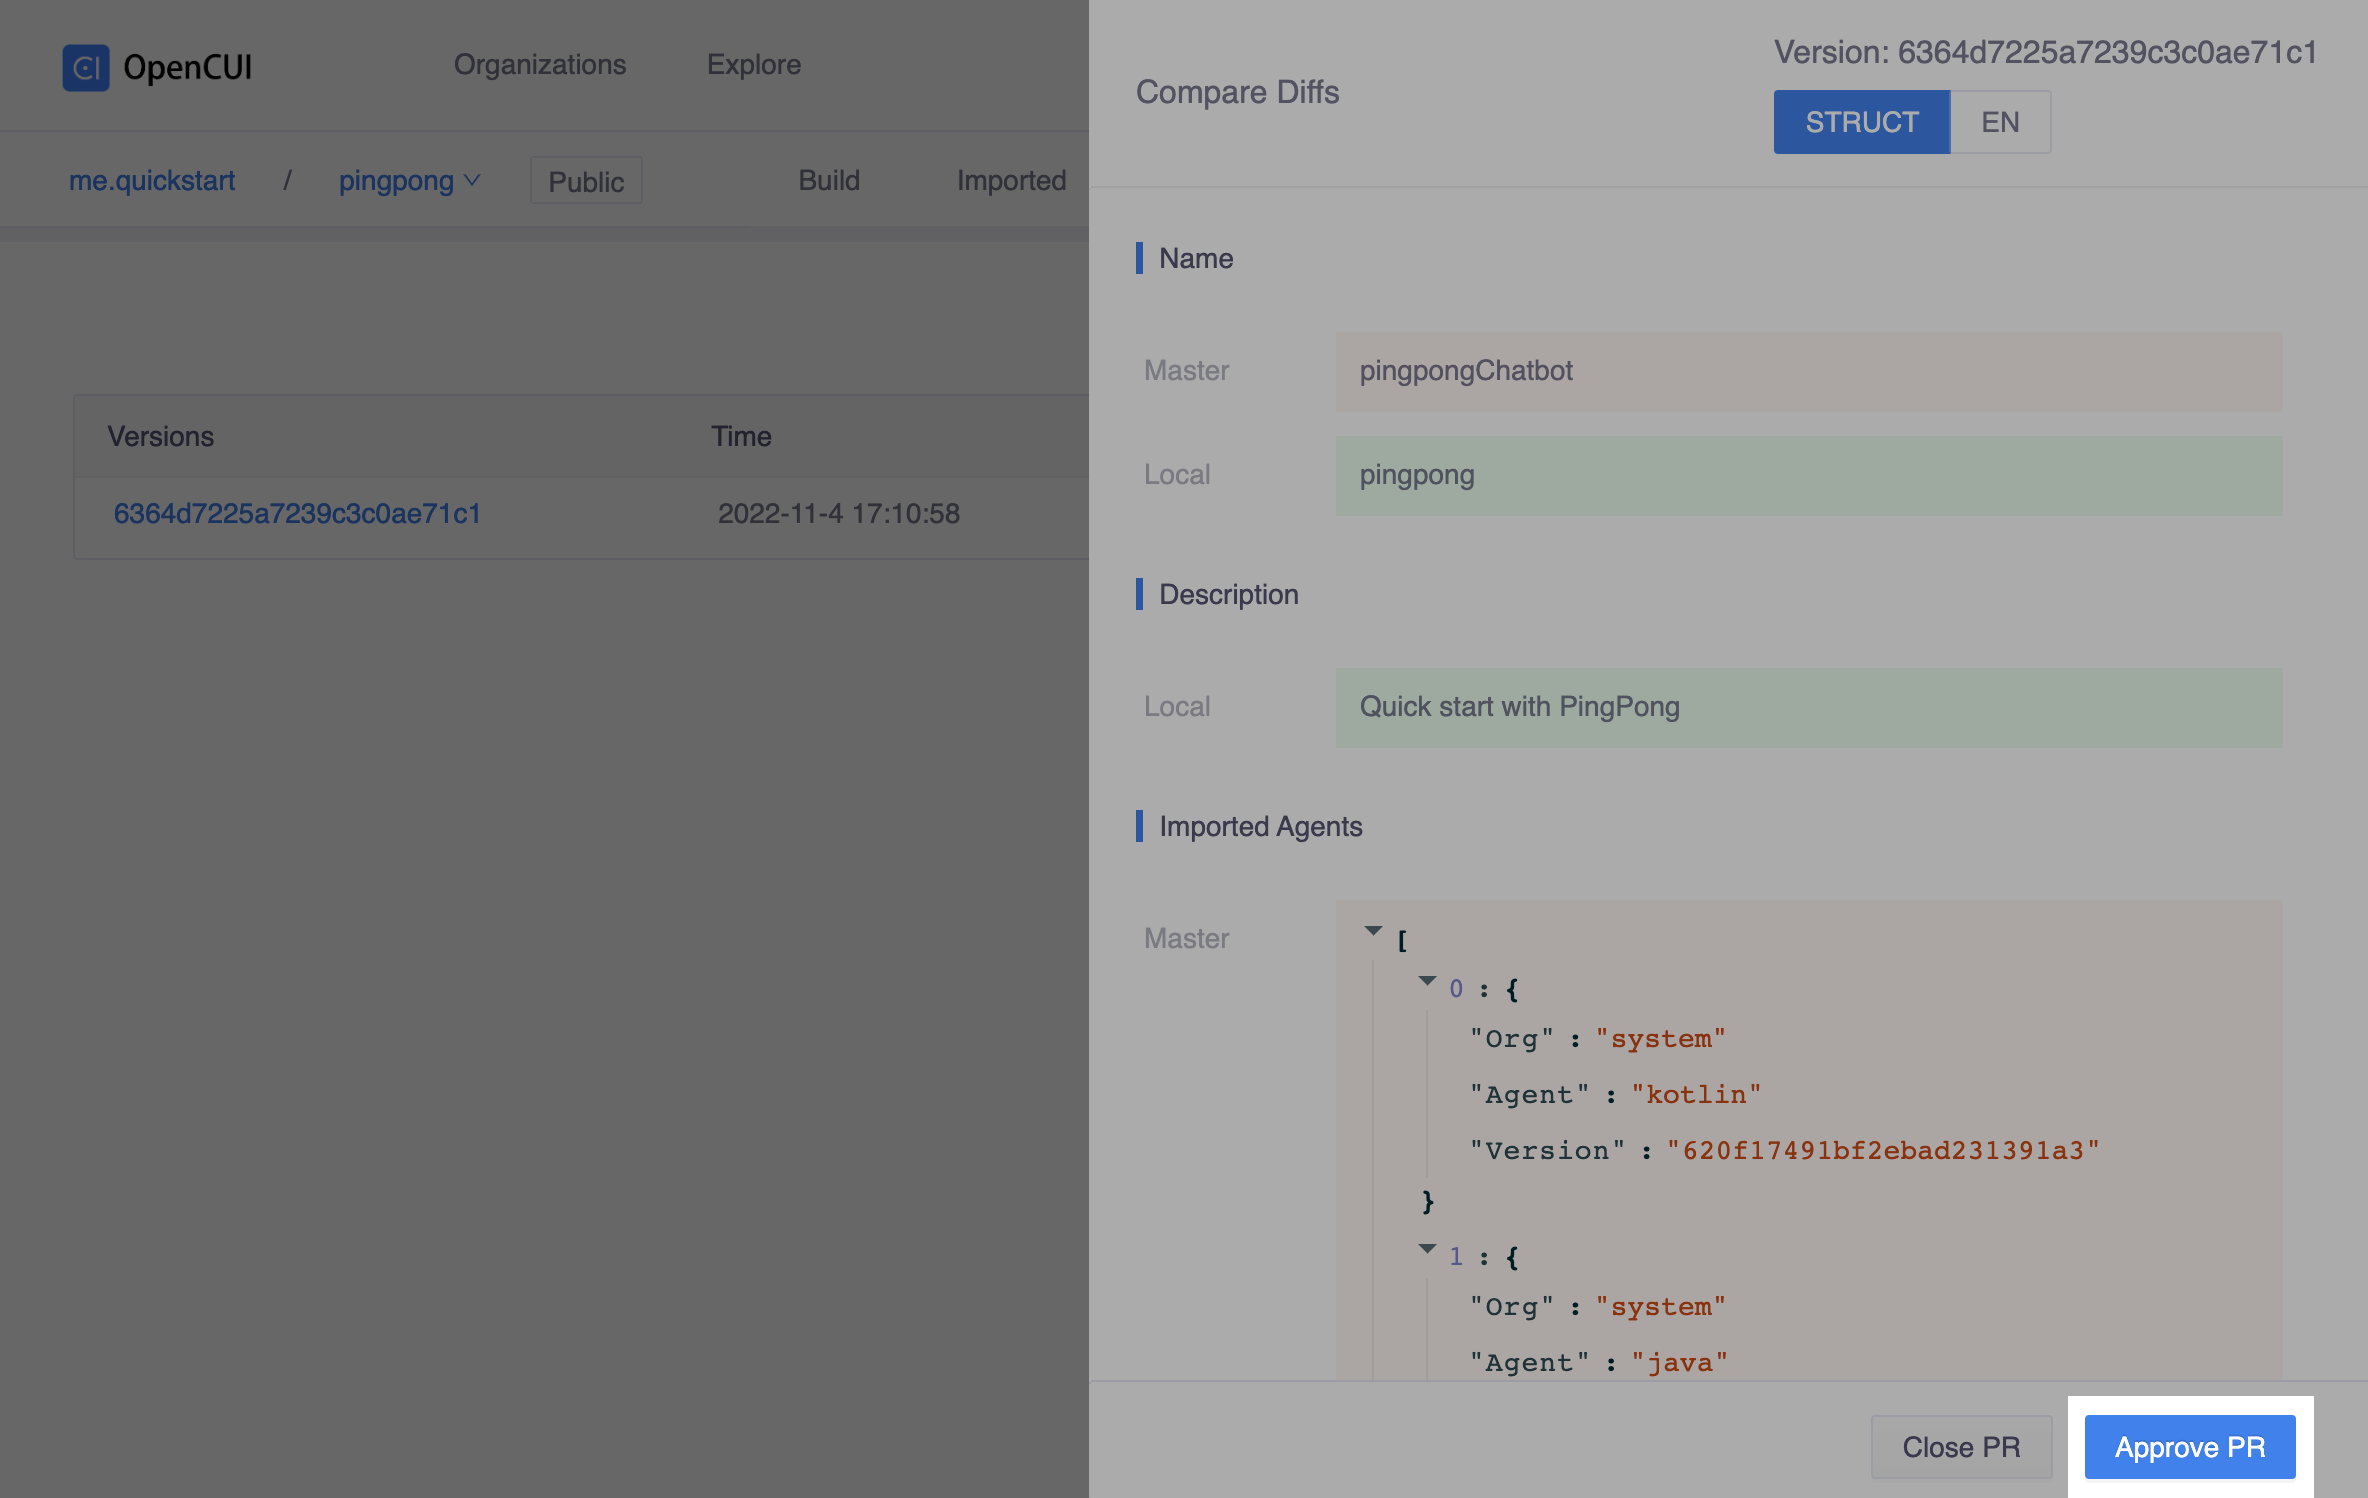 CI OpenCUI
Organizations
Explore
me.quickstart / pingpong
Public
Build
Imported
Versions
Time
6364d7225a7239c3c0ae71c1
2022-11-4 17:10:58
Compare Diffs
Version: 6364d7225a7239c3c0ae71c1
STRUCT
EN
Name
Master
pingpongChatbot
Local
pingpong
Description
Local
Quick start with PingPong
Imported Agents
Master
[
0 : {
"Org" : "system"
"Agent" : "kotlin"
"Version" : "620f17491bf2ebad231391a3"
}
1 : {
"Org" : "system"
"Agent" : "java"
Close PR
Approve PR